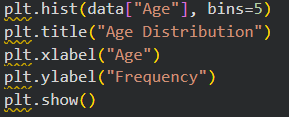 plt.hist(data["Age"], bins=5)
plt.title("Age Distribution")
plt.xlabel("Age")
plt.ylabel("Frequency")
plt.show()